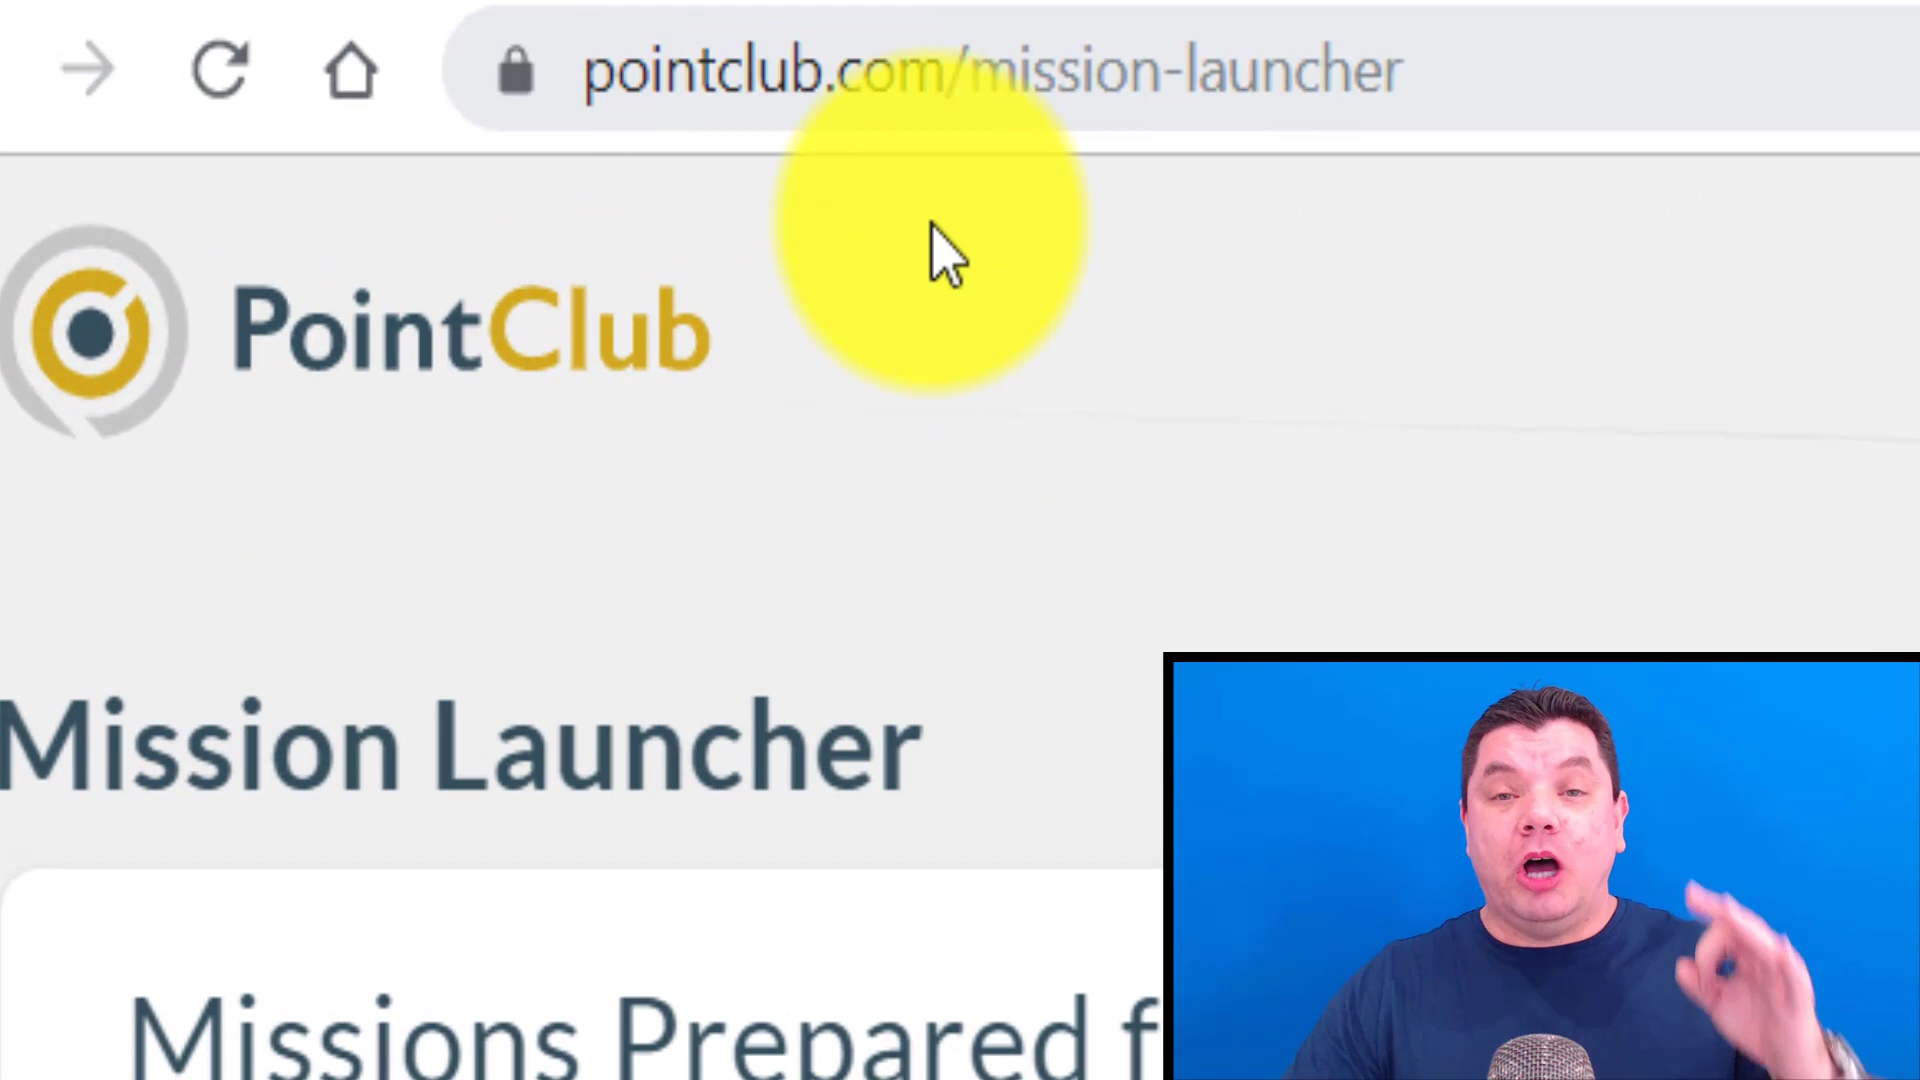 pointclub.com/mission-launcher
PointClub
Mission Launcher
Missions Prepared f